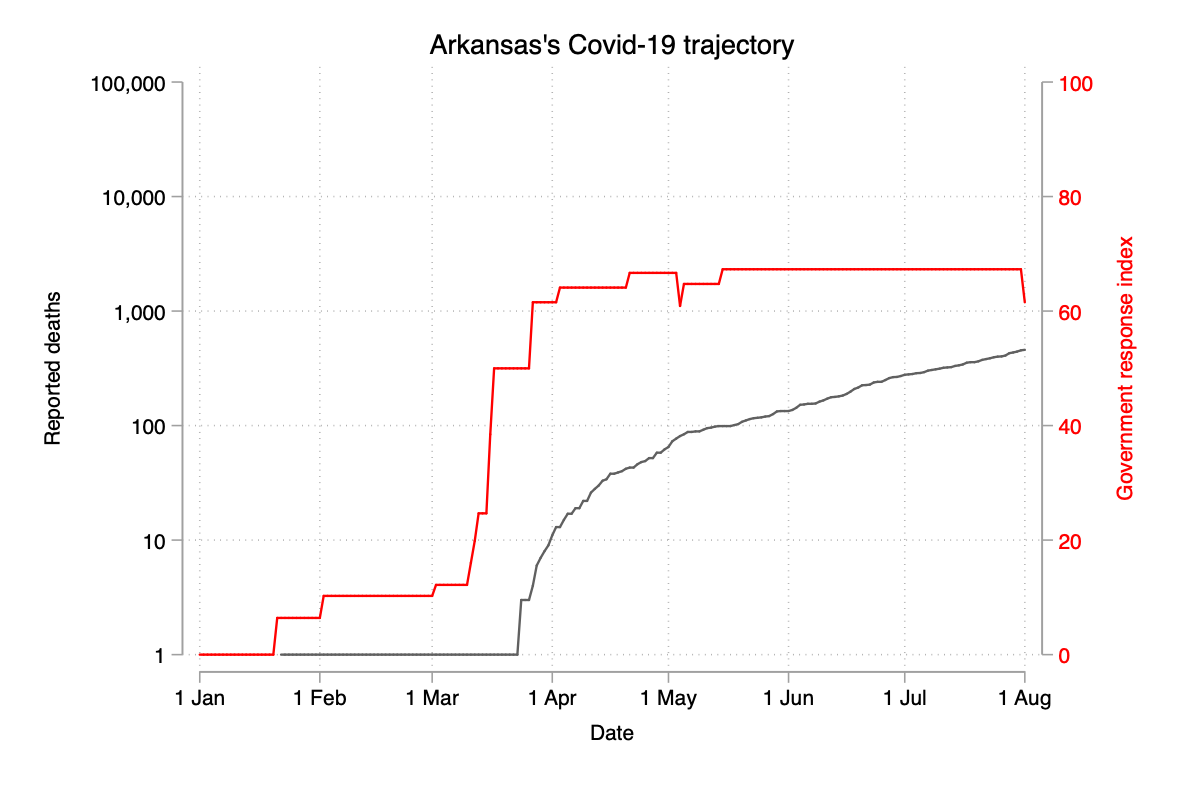 Arkansas's Covid-19 trajectory
100,000
10,000
1,000
100
10
1
Reported deaths
100
80
60
40
20
0
Government response index
1 Jan
1 Feb
1 Mar
1 Apr
1 May
1 Jun
1 Jul
1 Aug
Date